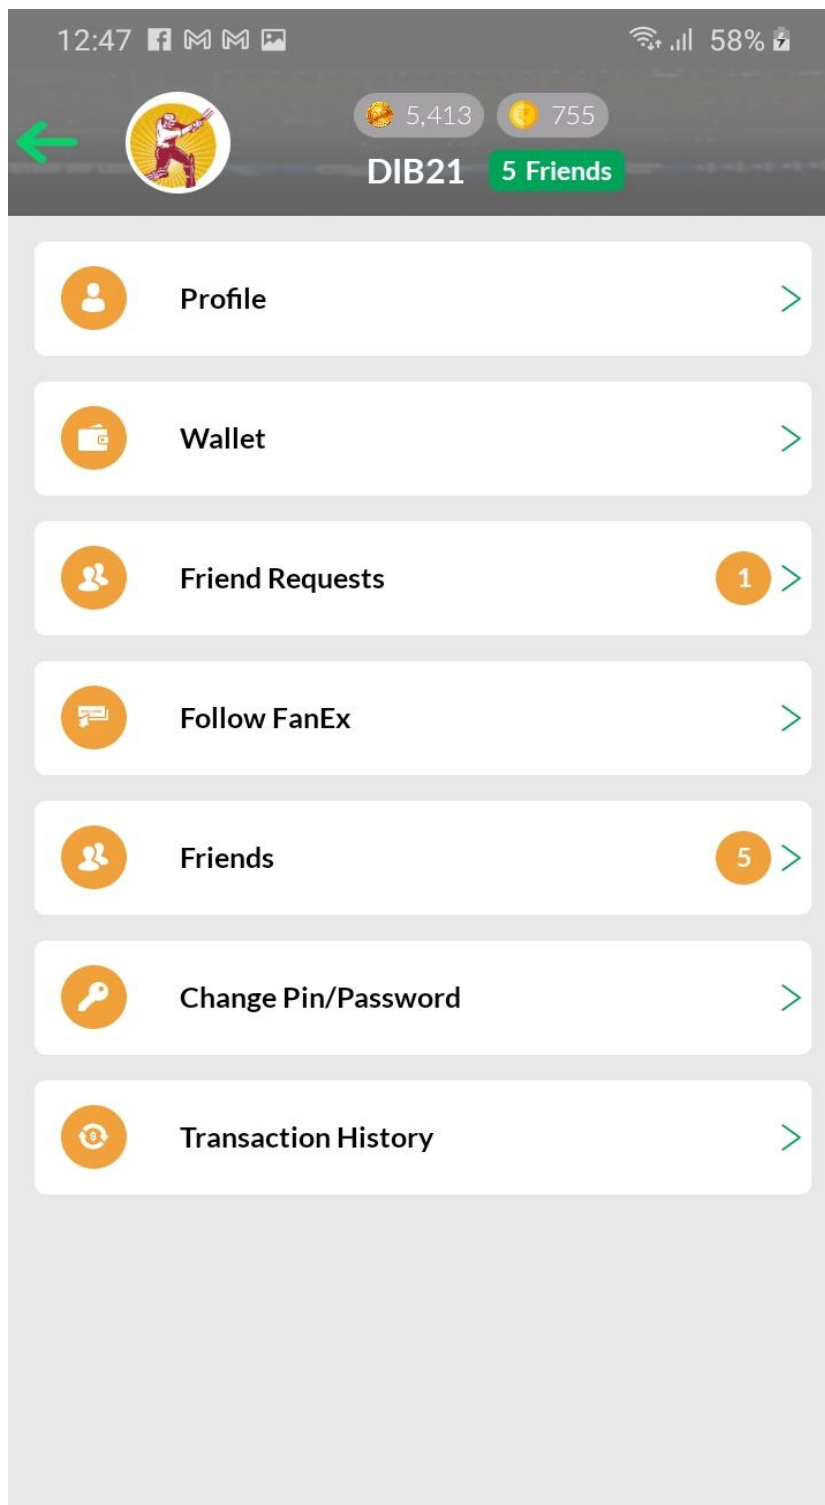 12:47 58%
5,413 755
DIB21 5 Friends
Profile
Wallet
Friend Requests 1
Follow FanEx
Friends 5
Change Pin/Password
Transaction History